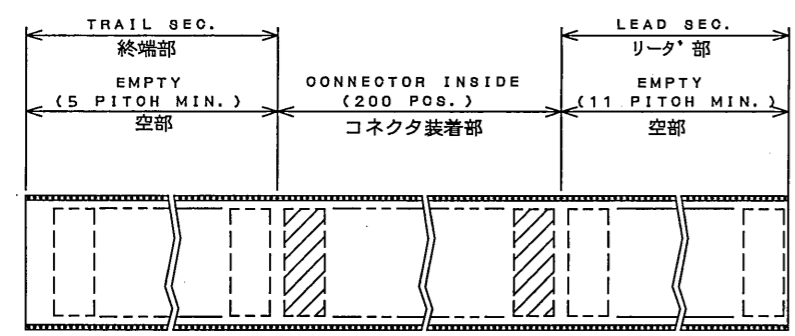 TRAIL SEC.
終端部
EMPTY
(5 PITCH MIN.)
空部
CONNECTOR INSIDE
(200 PCS.)
コネクタ装着部
LEAD SEC.
リーダ部
EMPTY
(11 PITCH MIN.)
空部